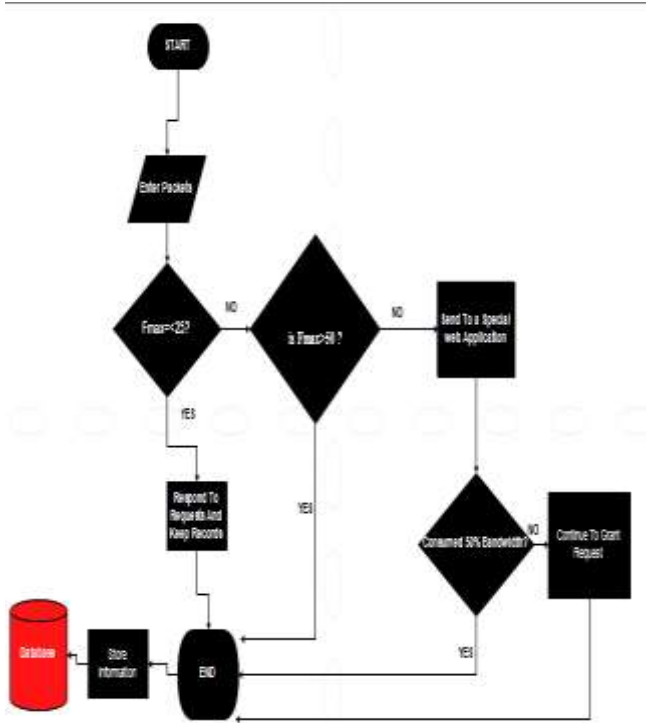 START
Enter Packets
Fmax=<25?
NO
is Fmax>50 ?
NO
Send To a Special
web Application
YES
Respond To
Requests And
Keep Records
YES
Consumed 50% Bandwidth?
NO
Continue To Grant
Request
YES
Database
Store
Information
END